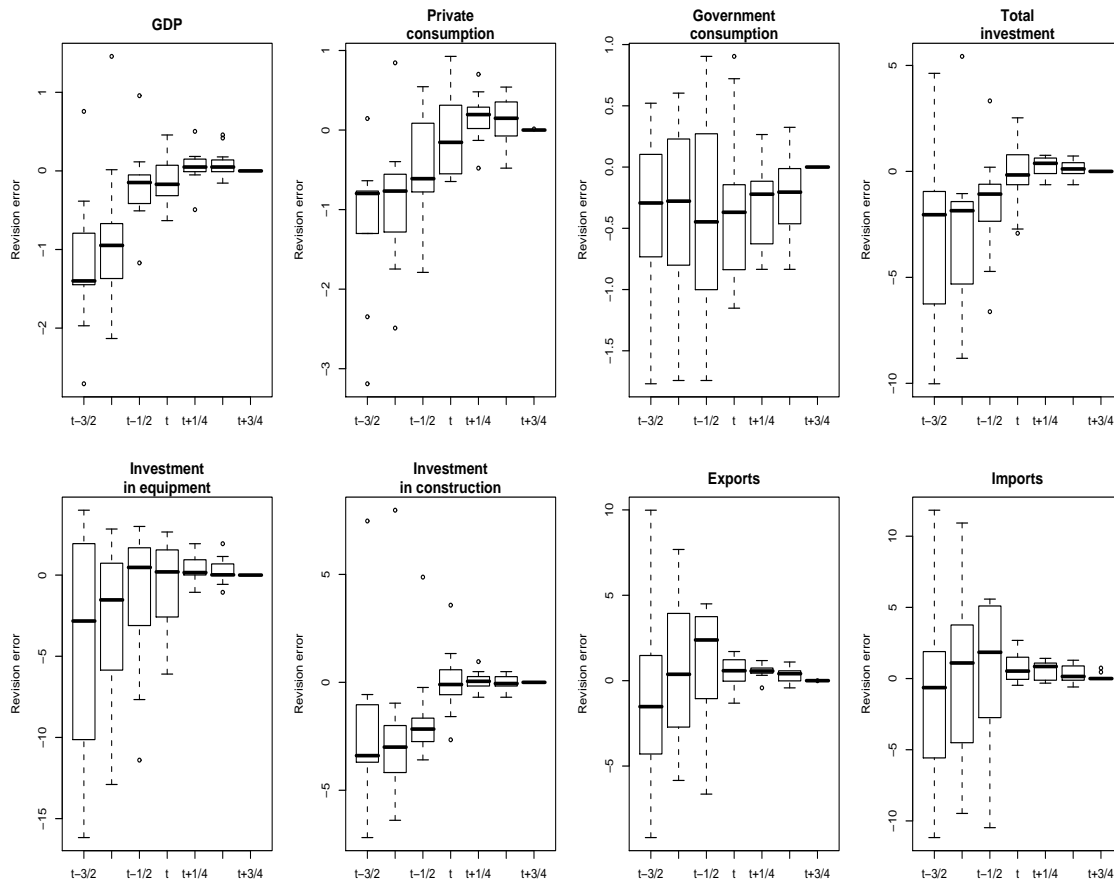 GDP
Revision error
1
0
−1
−2
t−3/2
t−1/2
t
t+1/4
t+3/4
Private
consumption
Revision error
1
0
−1
−2
−3
t−3/2
t−1/2
t
t+1/4
t+3/4
Government
consumption
Revision error
1.0
0.5
0.0
−0.5
−1.0
−1.5
t−3/2
t−1/2
t
t+1/4
t+3/4
Total
investment
Revision error
5
0
−5
−10
t−3/2
t−1/2
t
t+1/4
t+3/4
Investment
in equipment
Revision error
0
−5
−10
−15
t−3/2
t−1/2
t
t+1/4
t+3/4
Investment
in construction
Revision error
5
0
−5
t−3/2
t−1/2
t
t+1/4
t+3/4
Exports
Revision error
10
5
0
−5
t−3/2
t−1/2
t
t+1/4
t+3/4
Imports
Revision error
10
5
0
−5
−10
t−3/2
t−1/2
t
t+1/4
t+3/4